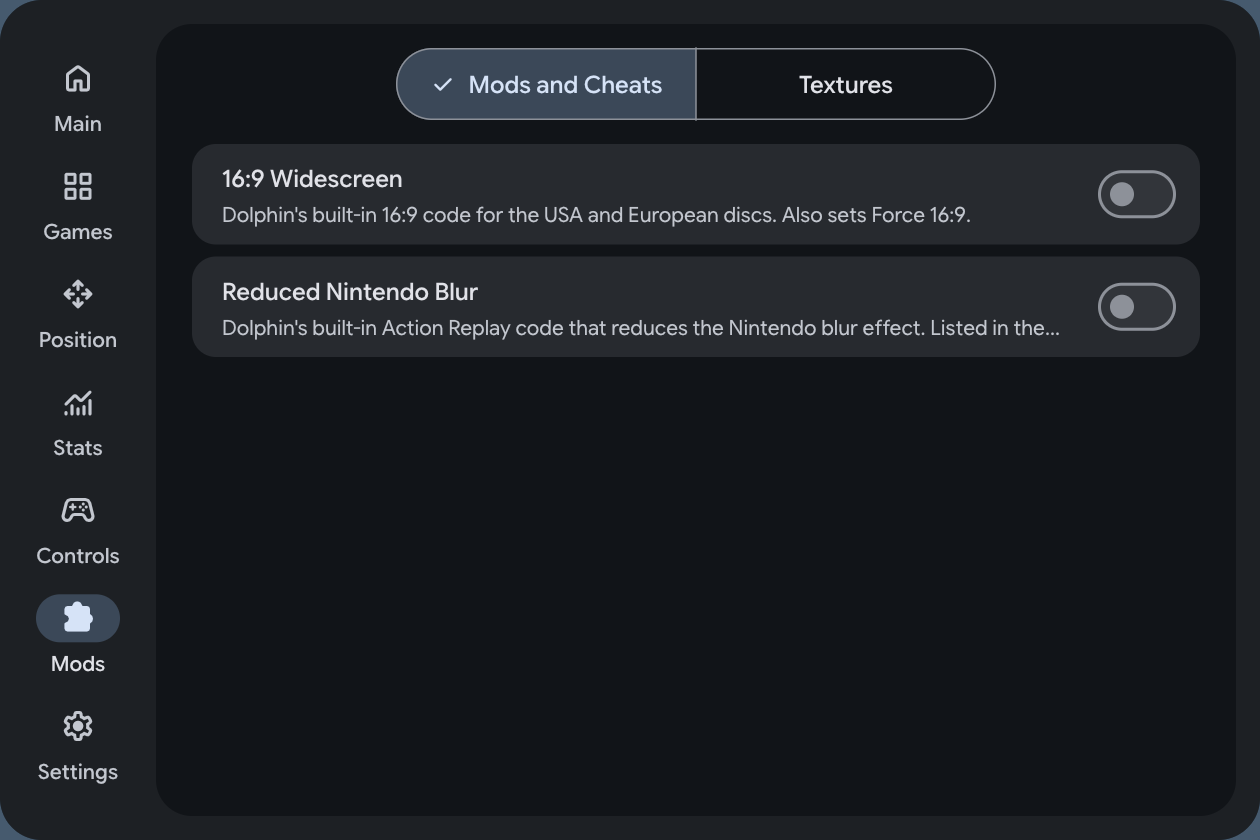 Main
Games
Position
Stats
Controls
Mods
Settings
Mods and Cheats
Textures
16:9 Widescreen
Dolphin's built-in 16:9 code for the USA and European discs. Also sets Force 16:9.
Reduced Nintendo Blur
Dolphin's built-in Action Replay code that reduces the Nintendo blur effect. Listed in the...